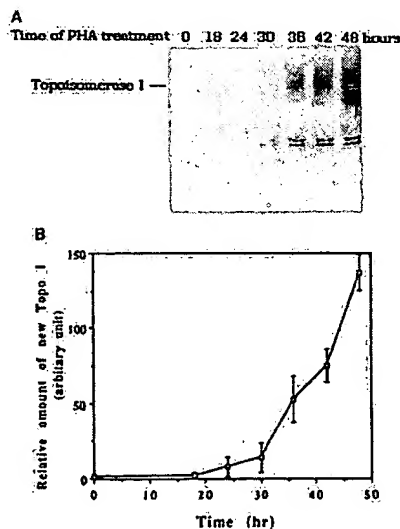 A
Time of PHA treatment 0 18 24 30 36 42 48 hours
Topoisomerase I
B
Relative amount of new Topo I
(arbitary unit)
150
100
50
0
0 10 20 30 40 50
Time (hr)